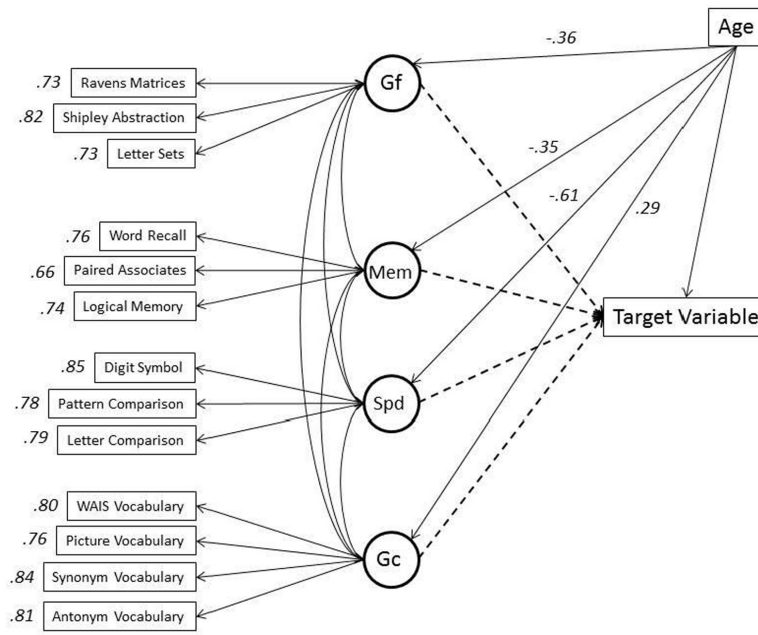 Age
-.36
Gf
.73 Ravens Matrices
.82 Shipley Abstraction
.73 Letter Sets
-.35
-.61
.29
.76 Word Recall
.66 Paired Associates
.74 Logical Memory
Mem
Target Variable
.85 Digit Symbol
.78 Pattern Comparison
.79 Letter Comparison
Spd
.80 WAIS Vocabulary
.76 Picture Vocabulary
.84 Synonym Vocabulary
.81 Antonym Vocabulary
Gc